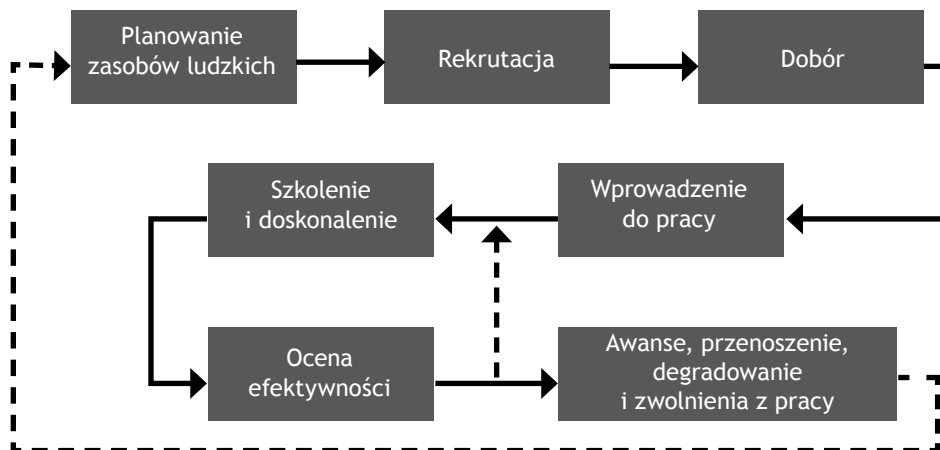 Planowanie
zasobów ludzkich
Rekrutacja
Dobór
Szkolenie
i doskonalenie
Wprowadzenie
do pracy
Ocena
efektywności
Awanse, przenoszenie,
degradowanie
i zwolnienia z pracy